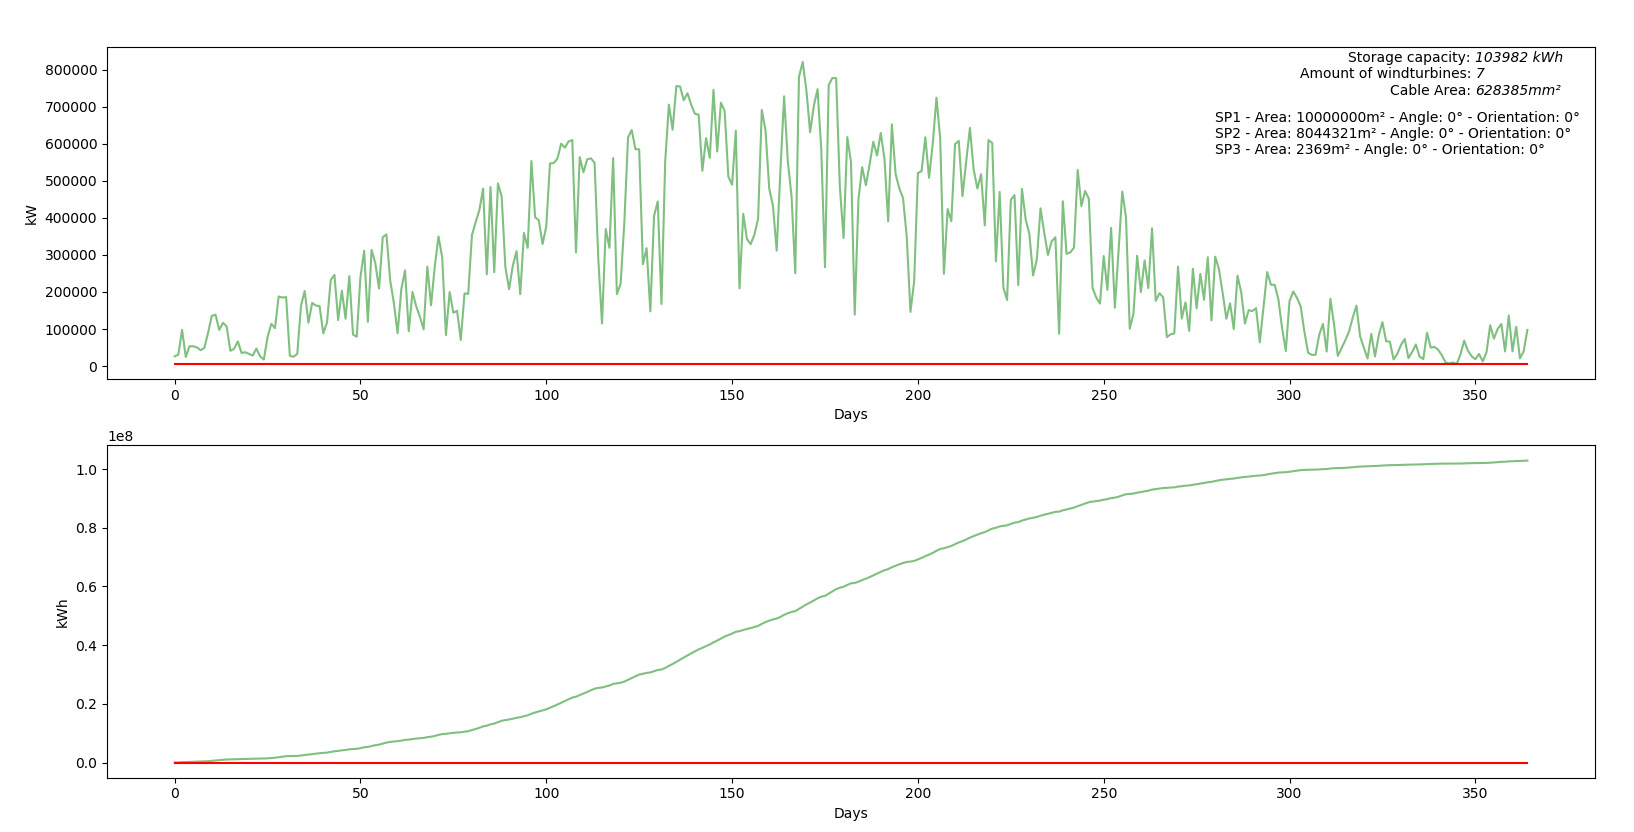 Storage capacity: 103982 kWh
Amount of windturbines: 7
Cable Area: 628385mm²
SP1 - Area: 10000000m² - Angle: 0° - Orientation: 0°
SP2 - Area: 8044321m² - Angle: 0° - Orientation: 0°
SP3 - Area: 2369m² - Angle: 0° - Orientation: 0°
800000
700000
600000
500000
400000
300000
200000
100000
0
kW
0 50 100 150 200 250 300 350
Days
1e8
1.0
0.8
0.6
0.4
0.2
0.0
kWh
0 50 100 150 200 250 300 350
Days